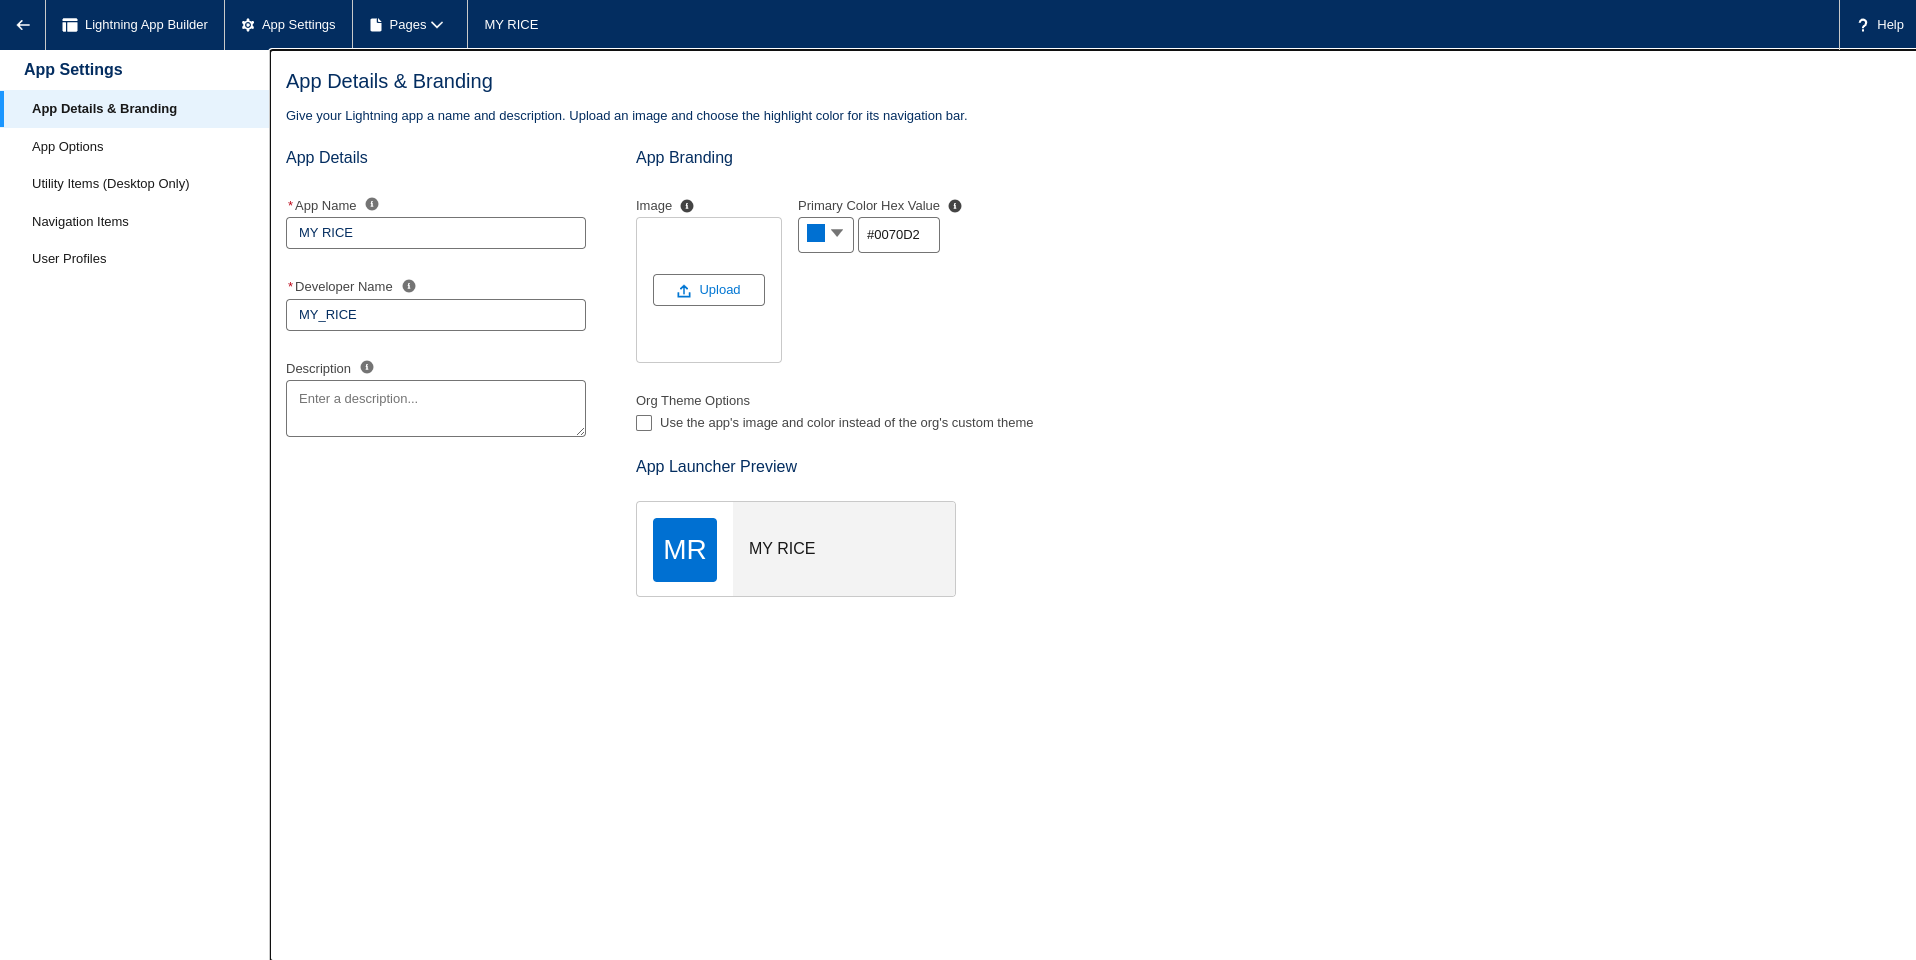 Lightning App Builder
App Settings
Pages
MY RICE
Help
App Settings
App Details & Branding
App Options
Utility Items (Desktop Only)
Navigation Items
User Profiles
App Details & Branding
Give your Lightning app a name and description. Upload an image and choose the highlight color for its navigation bar.
App Details
*App Name
MY RICE
*Developer Name
MY_RICE
Description
Enter a description...
App Branding
Image
Upload
Primary Color Hex Value
#0070D2
Org Theme Options
Use the app's image and color instead of the org's custom theme
App Launcher Preview
MR
MY RICE